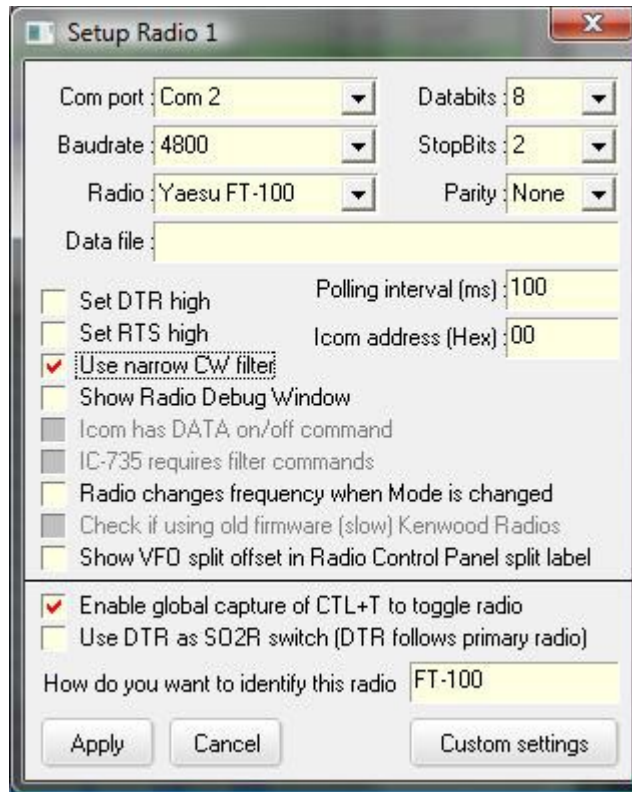 Setup Radio 1
Com port : Com 2 Databits : 8
Baudrate : 4800 StopBits : 2
Radio : Yaesu FT-100 Parity : None
Data file :
Polling interval (ms) : 100
Set DTR high
Set RTS high Icom address (Hex) : 00
Use narrow CW filter
Show Radio Debug Window
Icom has DATA on/off command
IC-735 requires filter commands
Radio changes frequency when Mode is changed
Check if using old firmware (slow) Kenwood Radios
Show VFO split offset in Radio Control Panel split label
Enable global capture of CTL+T to toggle radio
Use DTR as SO2R switch (DTR follows primary radio)
How do you want to identify this radio FT-100
Apply Cancel Custom settings